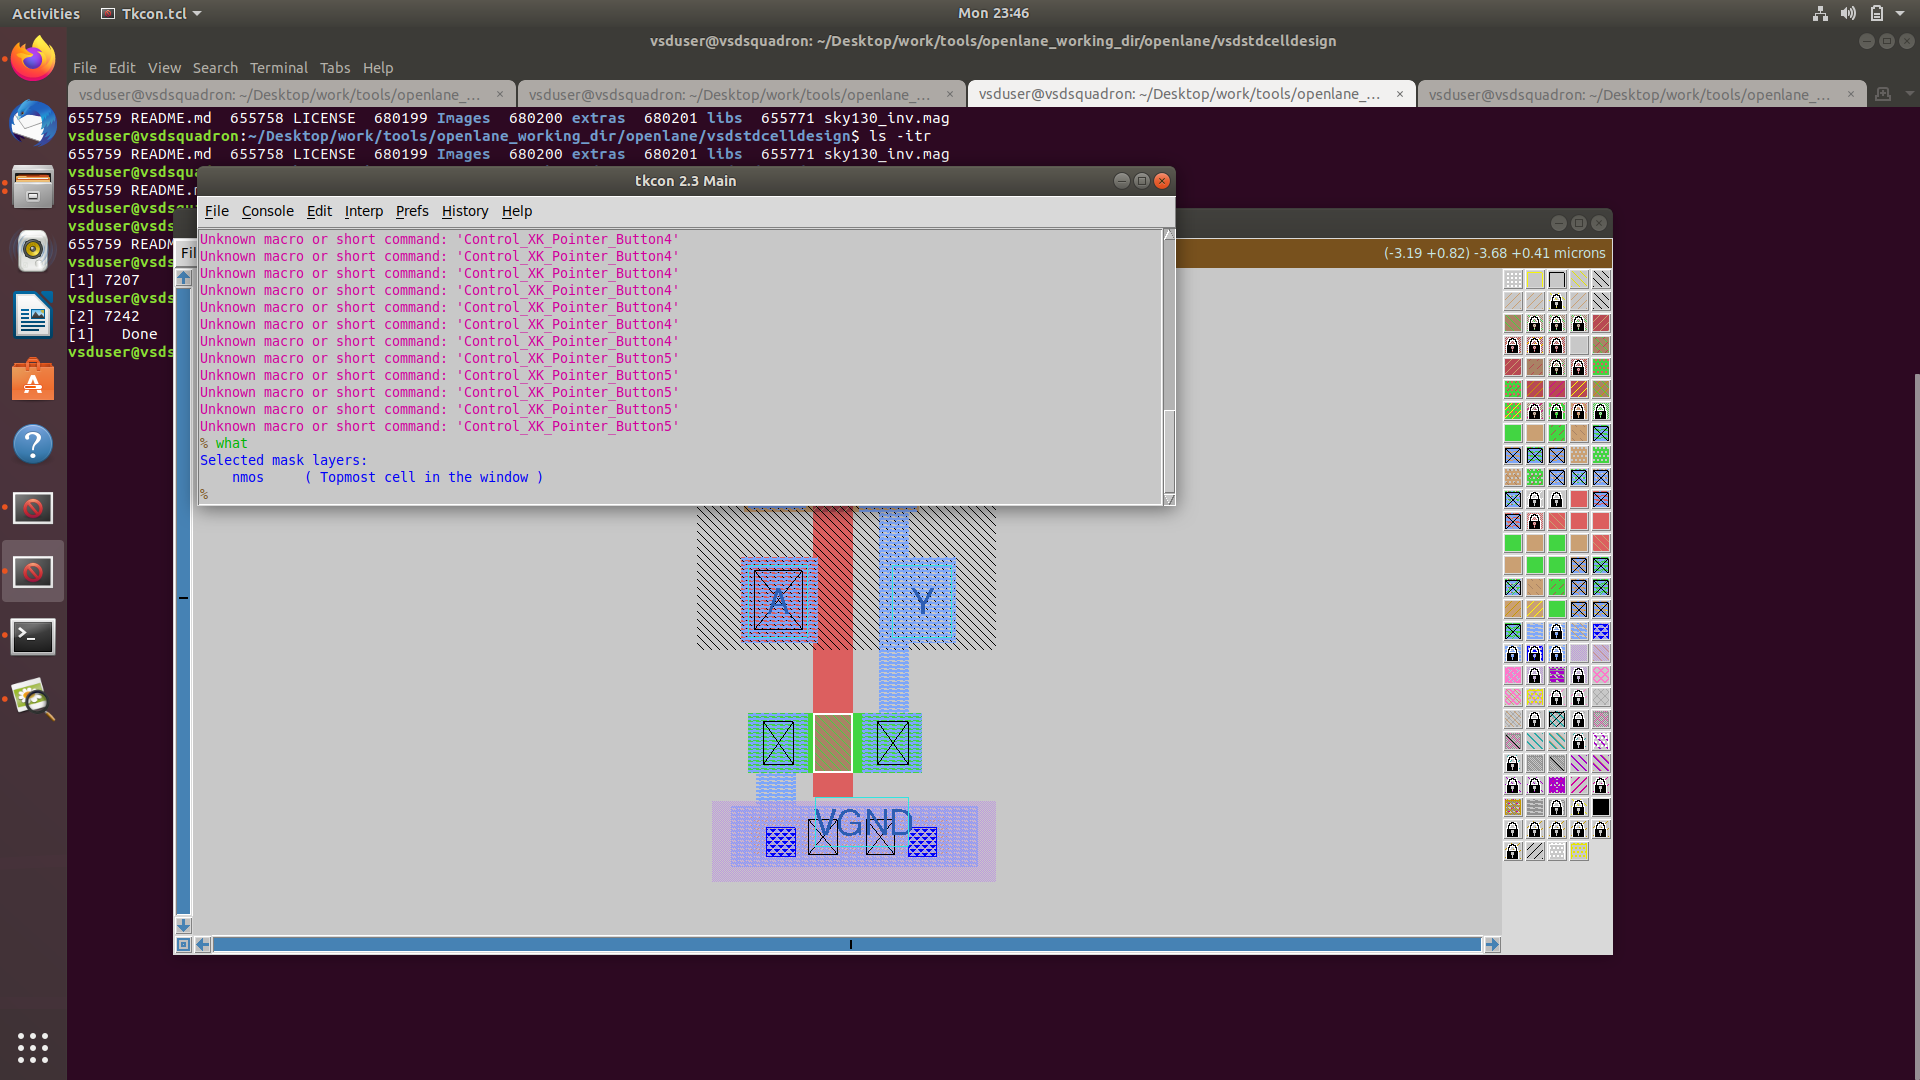 Activities Tkcon.tcl Mon 23:46
vsduser@vsdsquadron: ~/Desktop/work/tools/openlane_working_dir/openlane/vsdstdcelldesign
File Edit View Search Terminal Tabs Help
vsduser@vsdsquadron: ~/Desktop/work/tools/openlane_... × vsduser@vsdsquadron: ~/Desktop/work/tools/openlane_... × vsduser@vsdsquadron: ~/Desktop/work/tools/openlane_... × vsduser@vsdsquadron: ~/Desktop/work/tools/openlane_... ×
655759 README.md 655758 LICENSE 680199 Images 680200 extras 680201 libs 655771 sky130_inv.mag
vsduser@vsdsquadron:~/Desktop/work/tools/openlane_working_dir/openlane/vsdstdcelldesign$ ls -itr
655759 README.md 655758 LICENSE 680199 Images 680200 extras 680201 libs 655771 sky130_inv.mag
vsduser@vsds
655759 README.
vsduser@vsds
vsduser@vsds
655759 READM
vsduser@vsds
[1] 7207
vsduser@vsds
[2] 7242
[1] Done
vsduser@vsds
tkcon 2.3 Main
File Console Edit Interp Prefs History Help
Unknown macro or short command: 'Control_XK_Pointer_Button4'
Unknown macro or short command: 'Control_XK_Pointer_Button4'
Unknown macro or short command: 'Control_XK_Pointer_Button4'
Unknown macro or short command: 'Control_XK_Pointer_Button4'
Unknown macro or short command: 'Control_XK_Pointer_Button4'
Unknown macro or short command: 'Control_XK_Pointer_Button4'
Unknown macro or short command: 'Control_XK_Pointer_Button4'
Unknown macro or short command: 'Control_XK_Pointer_Button5'
Unknown macro or short command: 'Control_XK_Pointer_Button5'
Unknown macro or short command: 'Control_XK_Pointer_Button5'
Unknown macro or short command: 'Control_XK_Pointer_Button5'
Unknown macro or short command: 'Control_XK_Pointer_Button5'
% what
Selected mask layers:
nmos ( Topmost cell in the window )
%
Fil
(-3.19 +0.82) -3.68 +0.41 microns
A Y
VGND